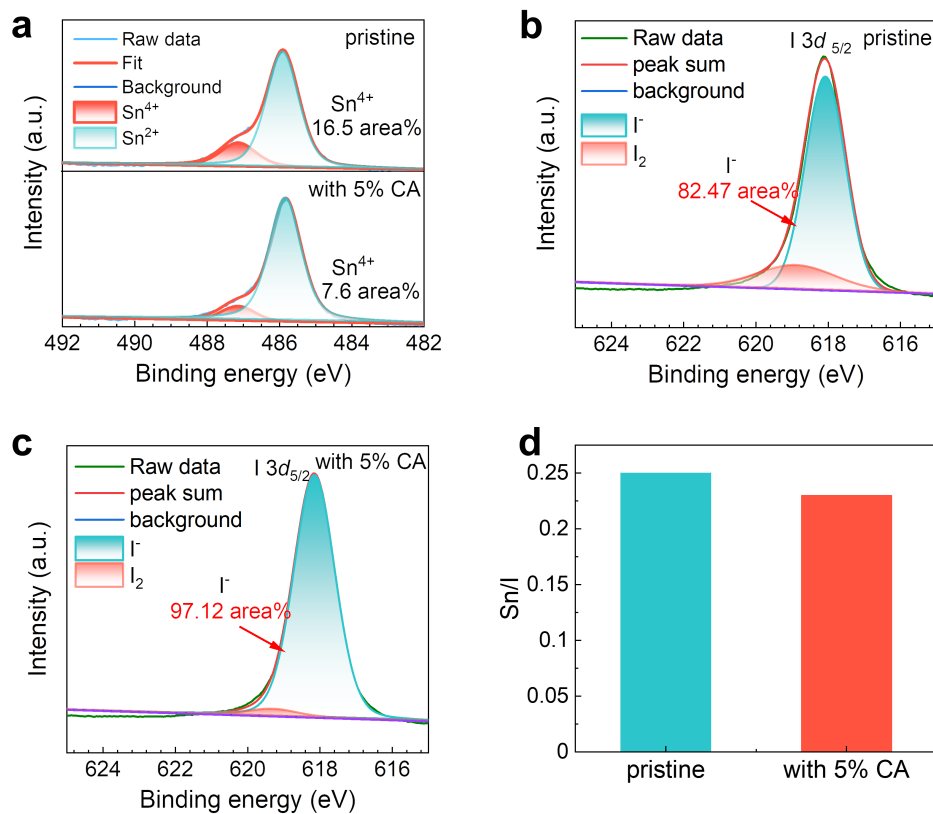 a
Raw data
Fit
Background
Sn⁴⁺
Sn²⁺
pristine
Sn⁴⁺
16.5 area%
with 5% CA
Sn⁴⁺
7.6 area%
Intensity (a.u.)
492 490 488 486 484 482
Binding energy (eV)
b
Raw data
peak sum
background
I⁻
I₂
I 3d 5/2 pristine
I⁻
82.47 area%
Intensity (a.u.)
624 622 620 618 616
Binding energy (eV)
c
Raw data
peak sum
background
I⁻
I₂
I 3d5/2 with 5% CA
I⁻
97.12 area%
Intensity (a.u.)
624 622 620 618 616
Binding energy (eV)
d
Sn/I
0.25
0.2
0.15
0.1
0.05
0
pristine with 5% CA